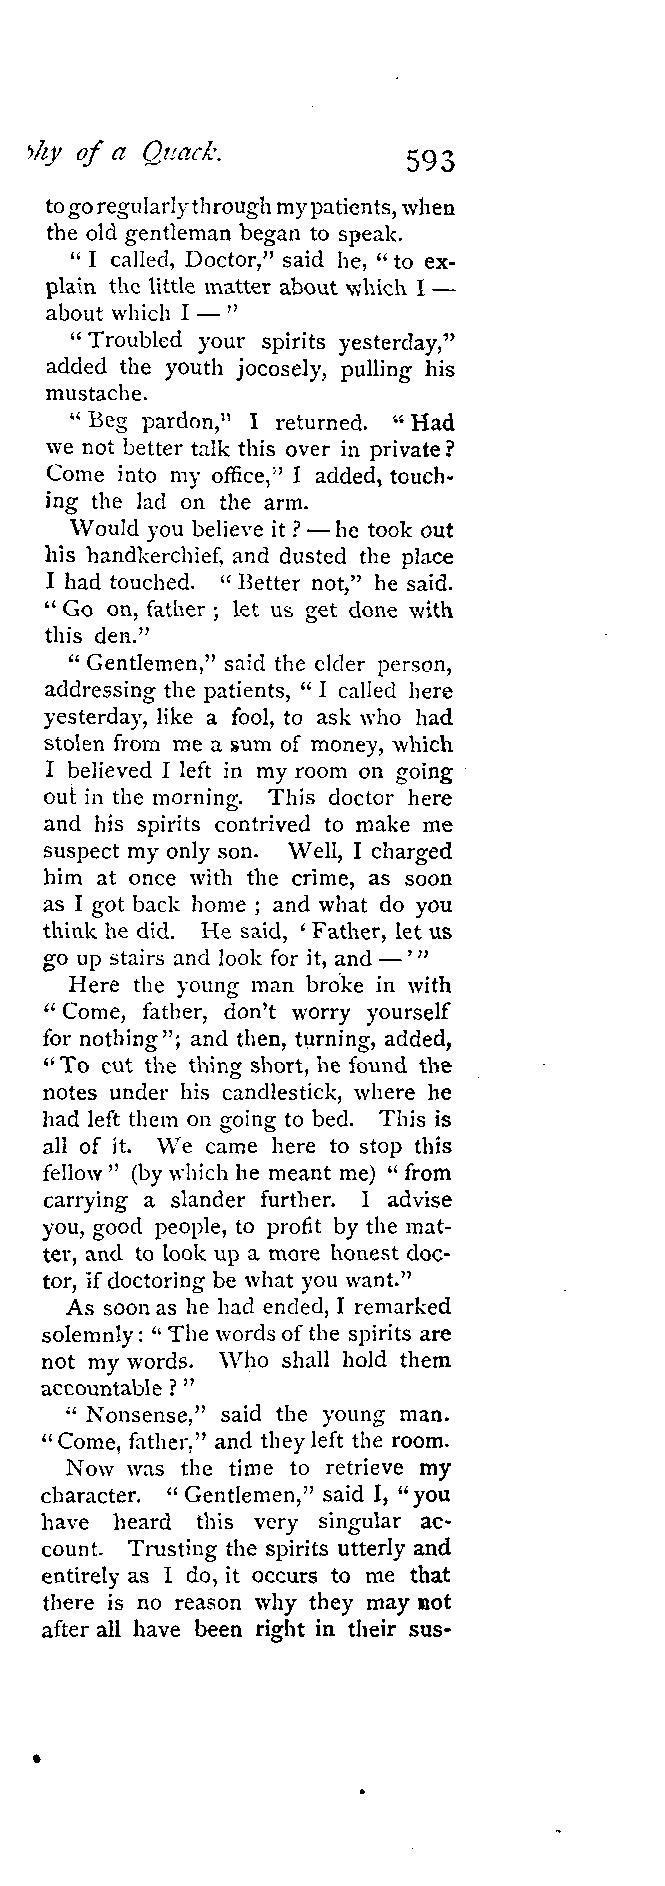 of a Quack. 593
to go regularly through my patients, when
the old gentleman began to speak.
" I called, Doctor," said he, " to ex-
plain the little matter about which I —
about which I — "
" Troubled your spirits yesterday,"
added the youth jocosely, pulling his
mustache.
" Beg pardon," I returned. " Had
we not better talk this over in private ?
Come into my office," I added, touch-
ing the lad on the arm.
Would you believe it ? — he took out
his handkerchief, and dusted the place
I had touched. " Better not," he said.
" Go on, father ; let us get done with
this den."
" Gentlemen," said the elder person,
addressing the patients, " I called here
yesterday, like a fool, to ask who had
stolen from me a sum of money, which
I believed I left in my room on going
out in the morning. This doctor here
and his spirits contrived to make me
suspect my only son. Well, I charged
him at once with the crime, as soon
as I got back home ; and what do you
think he did. He said, ' Father, let us
go up stairs and look for it, and — ' "
Here the young man broke in with
" Come, father, don't worry yourself
for nothing "; and then, turning, added,
" To cut the thing short, he found the
notes under his candlestick, where he
had left them on going to bed. This is
all of it. We came here to stop this
fellow " (by which he meant me) " from
carrying a slander further. I advise
you, good people, to profit by the mat-
ter, and to look up a more honest doc-
tor, if doctoring be what you want."
As soon as he had ended, I remarked
solemnly : " The words of the spirits are
not my words. Who shall hold them
accountable ? "
" Nonsense," said the young man.
" Come, father," and they left the room.
Now was the time to retrieve my
character. " Gentlemen," said I, " you
have heard this very singular ac-
count. Trusting the spirits utterly and
entirely as I do, it occurs to me that
there is no reason why they may not
after all have been right in their sus-